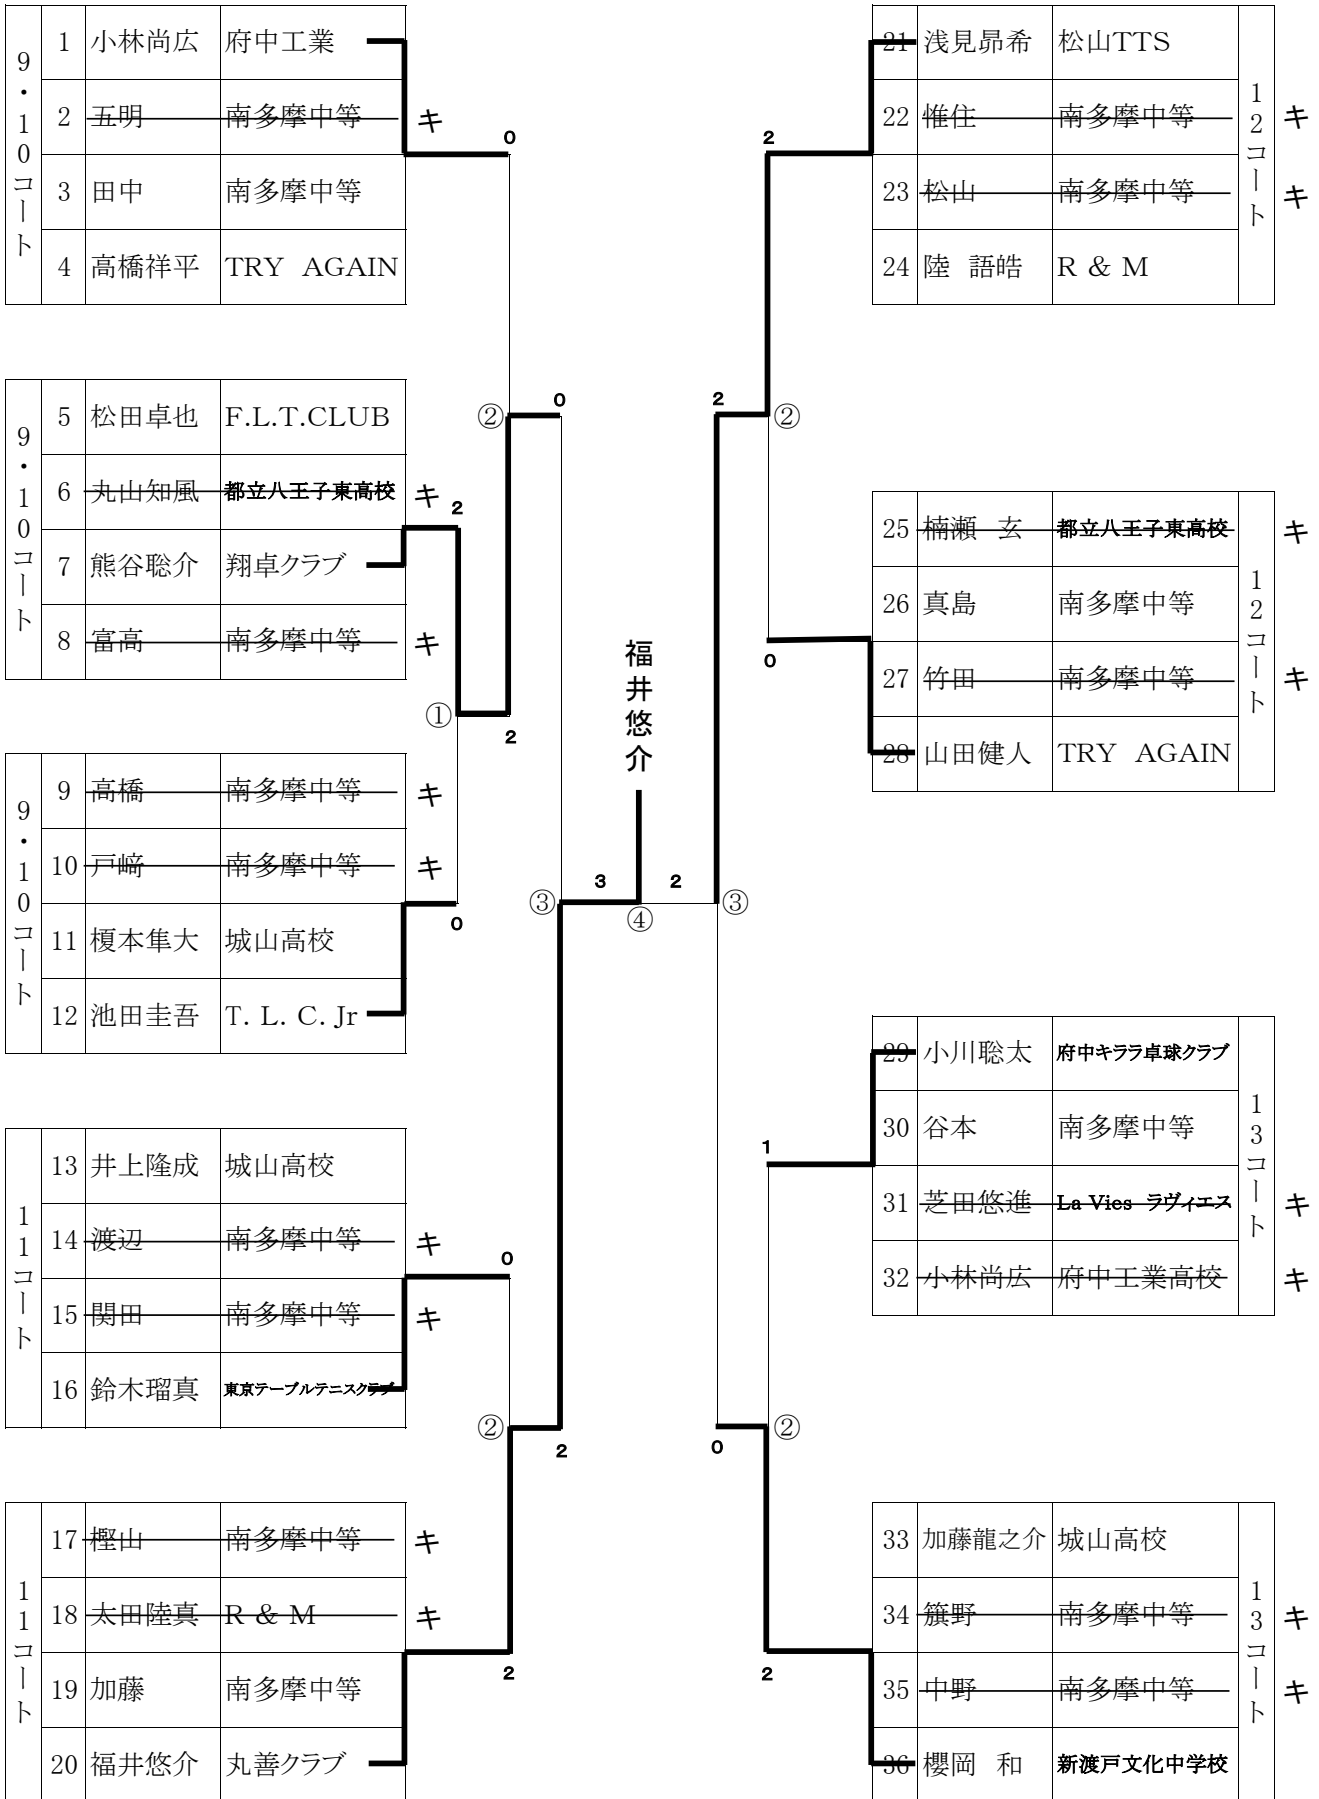 9・10コート
1 小林尚広 府中工業
2 五明 南多摩中等 キ
3 田中 南多摩中等
4 高橋祥平 TRY AGAIN
0
9・10コート
5 松田卓也 F.L.T.CLUB
6 丸山知風 都立八王子東高校 キ
7 熊谷聡介 翔卓クラブ
8 富高 南多摩中等 キ
2
② 0
① 2
9・10コート
9 高橋 南多摩中等 キ
10 戸崎 南多摩中等 キ
11 榎本隼大 城山高校
12 池田圭吾 T. L. C. Jr
0
11コート
13 井上隆成 城山高校
14 渡辺 南多摩中等 キ
15 関田 南多摩中等 キ
16 鈴木瑠真 東京テーブルテニスクラブ
0
② 2
11コート
17 樫山 南多摩中等 キ
18 太田陸真 R & M キ
19 加藤 南多摩中等
20 福井悠介 丸善クラブ
2
福井悠介
③ 3 ④ 2 ③
12コート
21 浅見昴希 松山TTS
22 惟住 南多摩中等 キ
23 松山 南多摩中等 キ
24 陸 語皓 R & M
2
2 ②
12コート
25 楠瀬 玄 都立八王子東高校 キ
26 真島 南多摩中等
27 竹田 南多摩中等 キ
28 山田健人 TRY AGAIN
0
13コート
29 小川聡太 府中キララ卓球クラブ
30 谷本 南多摩中等
31 芝田悠進 La Vies ラヴィエス キ
32 小林尚広 府中工業高校 キ
1
0 ②
13コート
33 加藤龍之介 城山高校
34 籏野 南多摩中等 キ
35 中野 南多摩中等 キ
36 櫻岡 和 新渡戸文化中学校
2